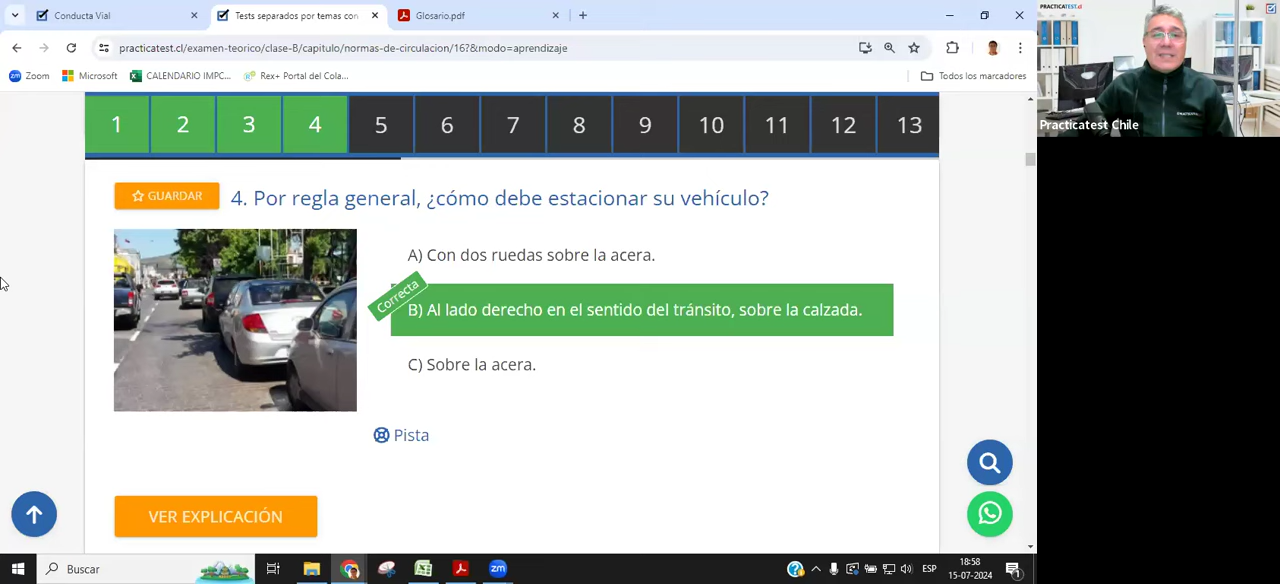 Conducta Vial
Tests separados por temas con
Glosario.pdf
practicatest.cl/examen-teorico/clase-B/capitulo/normas-de-circulacion/16?&modo=aprendizaje
Zoom
Microsoft
CALENDARIO IMPC...
Rex+ Portal del Cola...
Todos los marcadores
PRACTICATEST.cl
Practicatest Chile
1 2 3 4 5 6 7 8 9 10 11 12 13
GUARDAR
4. Por regla general, ¿cómo debe estacionar su vehículo?
A) Con dos ruedas sobre la acera.
Correcta
B) Al lado derecho en el sentido del tránsito, sobre la calzada.
C) Sobre la acera.
Pista
VER EXPLICACIÓN
Buscar
ESP
18:58
15-07-2024